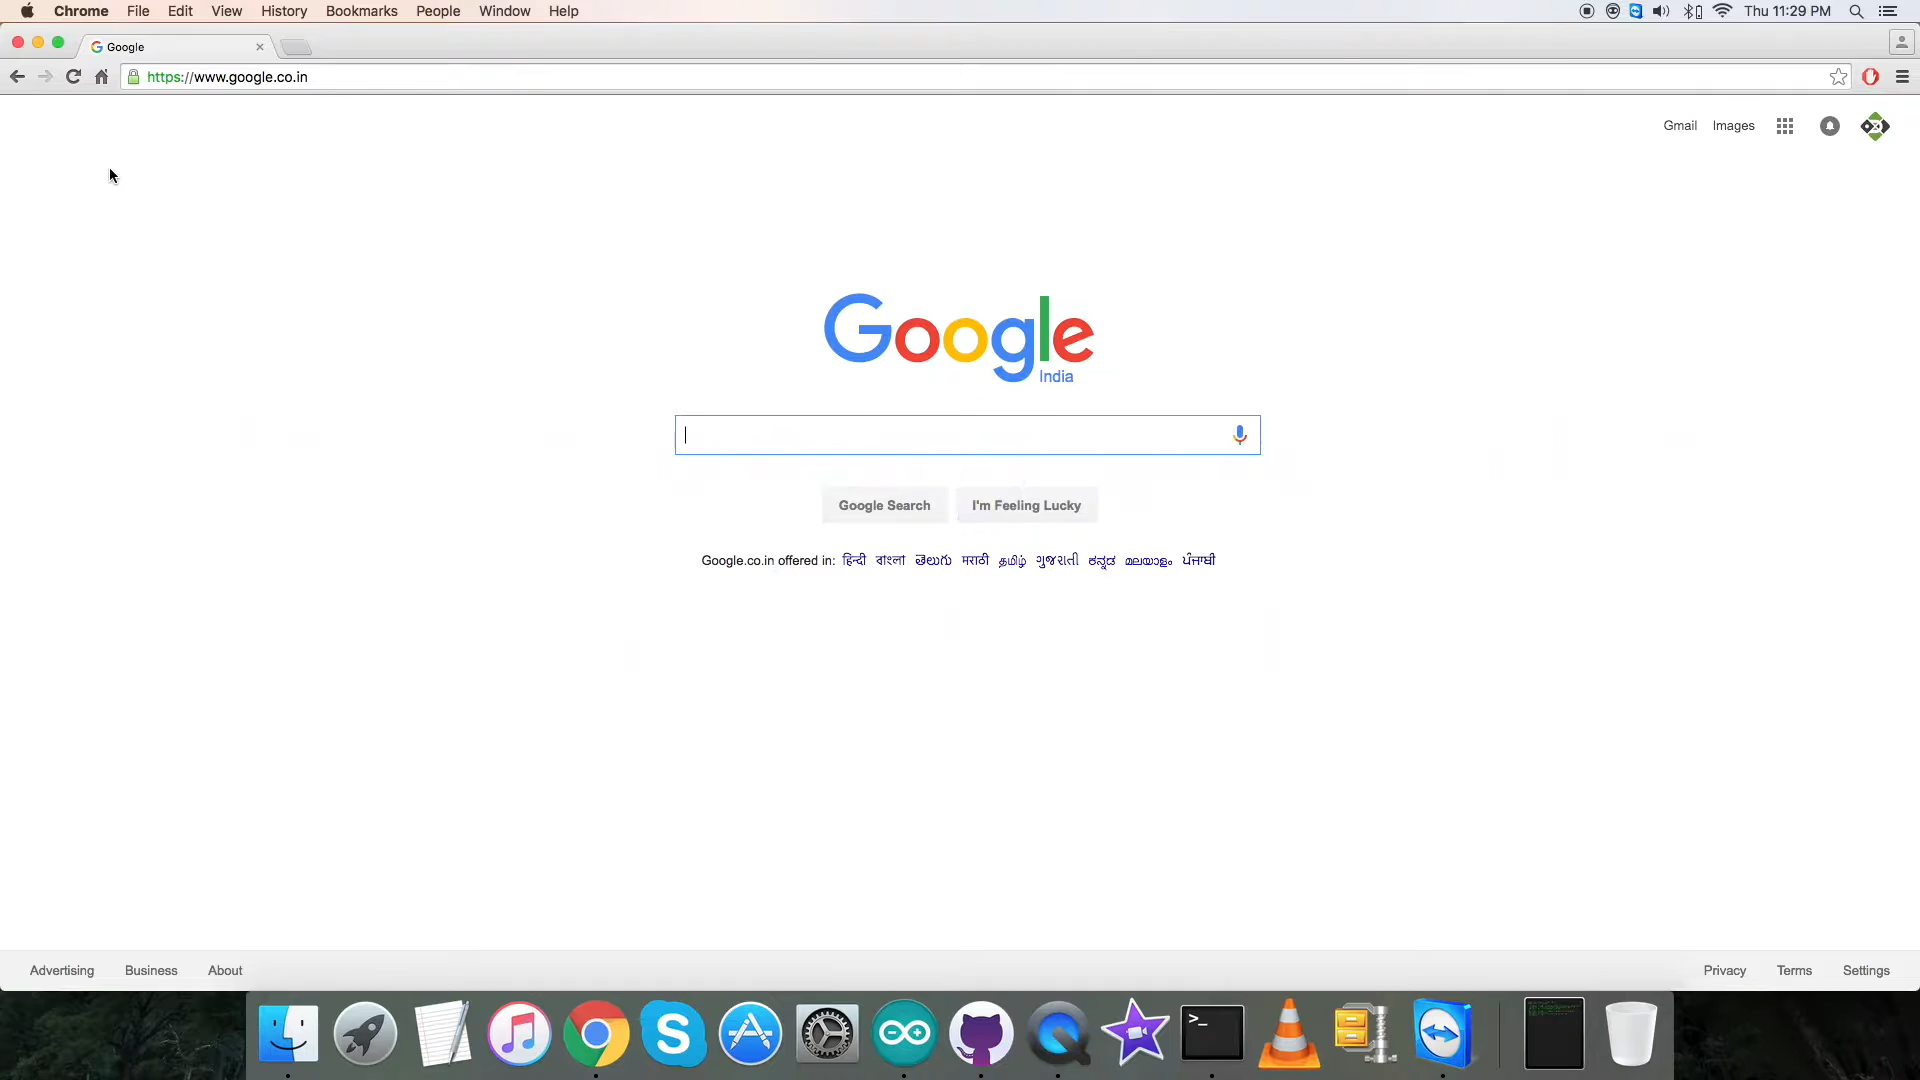 Chrome File Edit View History Bookmarks People Window Help Thu 11:29 PM
Google
https://www.google.co.in
Gmail Images
Google
India
Google Search I'm Feeling Lucky
Google.co.in offered in: हिन्दी বাংলা తెలుగు मराठी தமிழ் ગુજરાતી ಕನ್ನಡ മലയാളം ਪੰਜਾਬੀ
Advertising Business About Privacy Terms Settings